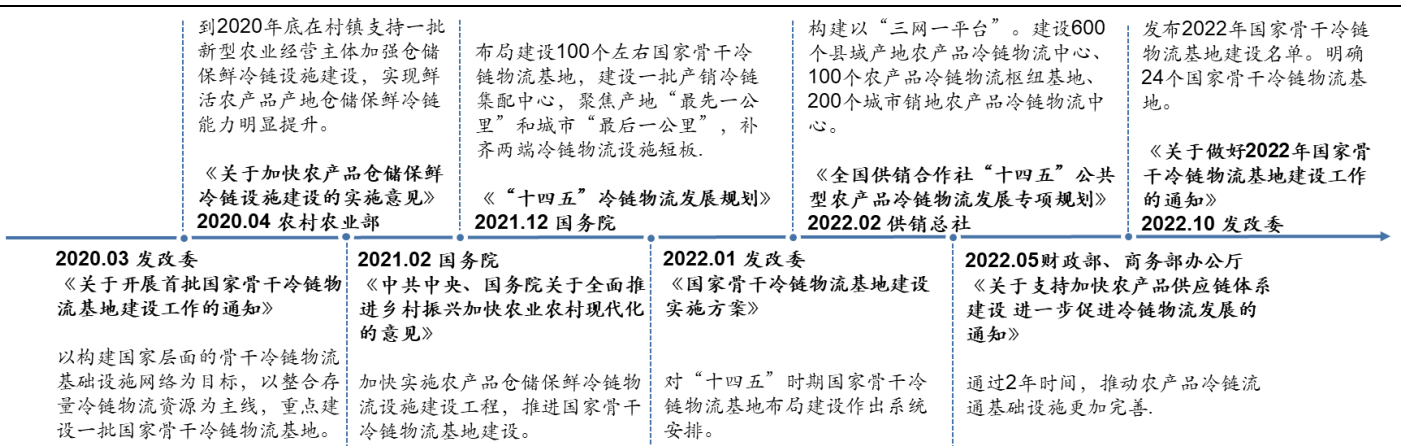 到2020年底在村镇支持一批
新型农业经营主体加强仓储
保鲜冷链设施建设，实现鲜
活农产品产地仓储保鲜冷链
能力明显提升。
《关于加快农产品仓储保鲜
冷链设施建设的实施意见》
2020.04 农村农业部
布局建设100个左右国家骨干冷
链物流基地，建设一批产销冷链
集配中心，聚焦产地“最先一公
里”和城市“最后一公里”，补
齐两端冷链物流设施短板.
《“十四五”冷链物流发展规划》
2021.12 国务院
构建以“三网一平台”。建设600
个县域产地农产品冷链物流中心、
100个农产品冷链物流枢纽基地、
200个城市销地农产品冷链物流中
心。
《全国供销合作社“十四五”公共
型农产品冷链物流发展专项规划》
2022.02 供销总社
发布2022年国家骨干冷链
物流基地建设名单。明确
24个国家骨干冷链物流基
地。
《关于做好2022年国家骨
干冷链物流基地建设工作
的通知》
2022.10 发改委
2020.03 发改委
《关于开展首批国家骨干冷链物
流基地建设工作的通知》
以构建国家层面的骨干冷链物流
基础设施网络为目标，以整合存
量冷链物流资源为主线，重点建
设一批国家骨干冷链物流基地。
2021.02 国务院
《中共中央、国务院关于全面推
进乡村振兴加快农业农村现代化
的意见》
加快实施农产品仓储保鲜冷链物
流设施建设工程，推进国家骨干
冷链物流基地建设。
2022.01 发改委
《国家骨干冷链物流基地建设
实施方案》
对“十四五”时期国家骨干冷
链物流基地布局建设作出系统
安排。
2022.05财政部、商务部办公厅
《关于支持加快农产品供应链体系
建设 进一步促进冷链物流发展的
通知》
通过2年时间，推动农产品冷链流
通基础设施更加完善.